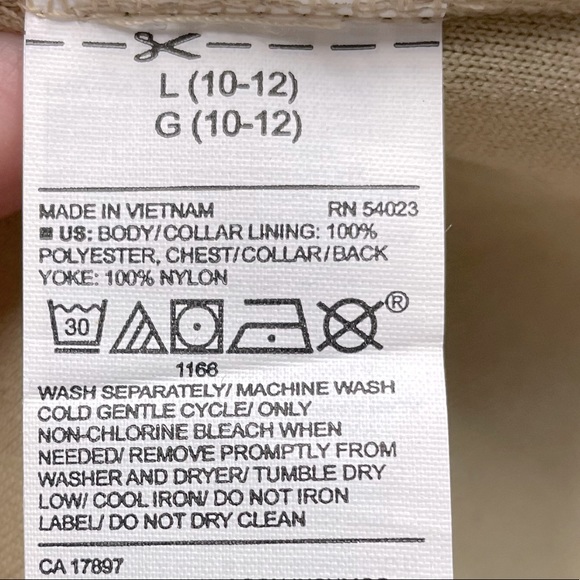 L (10-12)
G (10-12)
MADE IN VIETNAM RN 54023
US: BODY/COLLAR LINING: 100%
POLYESTER, CHEST/COLLAR/BACK
YOKE: 100% NYLON
30 ®
1166
WASH SEPARATELY/ MACHINE WASH
COLD GENTLE CYCLE/ ONLY
NON-CHLORINE BLEACH WHEN
NEEDED/ REMOVE PROMPTLY FROM
WASHER AND DRYER/ TUMBLE DRY
LOW/ COOL IRON/ DO NOT IRON
LABEL/ DO NOT DRY CLEAN
CA 17897